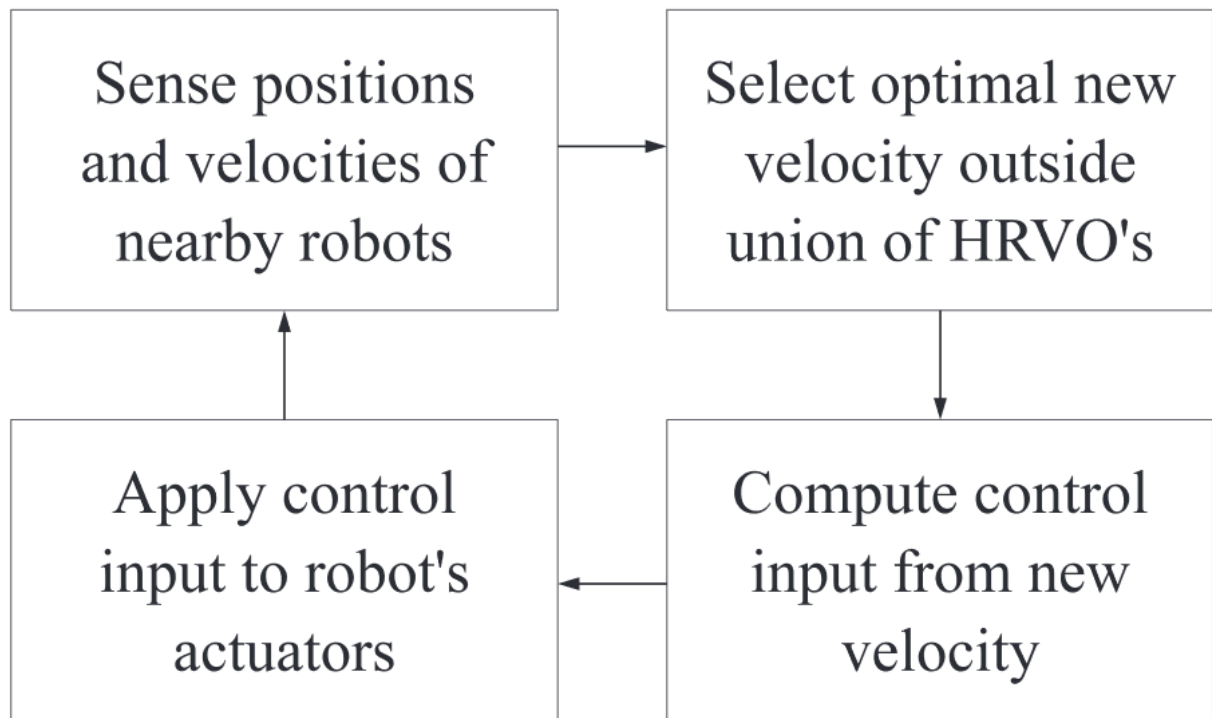 Sense positions
and velocities of
nearby robots
Select optimal new
velocity outside
union of HRVO's
Apply control
input to robot's
actuators
Compute control
input from new
velocity